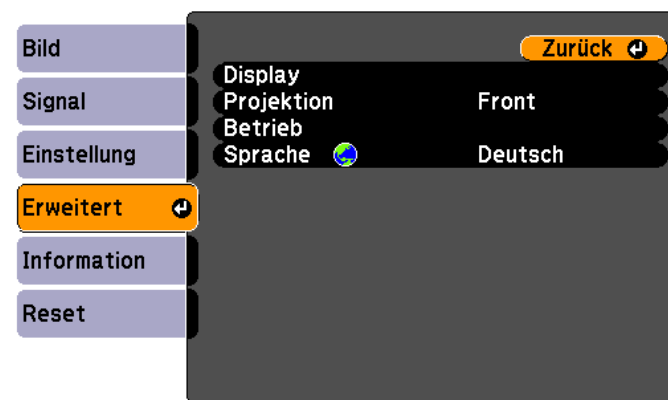 Bild
Signal
Einstellung
Erweitert
Information
Reset
Zurück
Display
Projektion Front
Betrieb
Sprache Deutsch